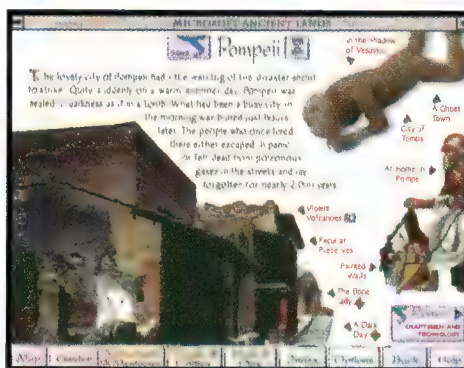 MICROSOFT ANCIENT LANDS
Pompeii
The lovely city of Pompeii had little warning of the disaster about
to strike. Quite suddenly on a warm summer day, Pompeii was
sealed in darkness as if in a tomb. What had been a busy city in
the morning was buried just hours
later. The people who once lived
there either escaped in panic
or fell dead from poisonous
gases in the streets and lay
forgotten for nearly 2,000 years
In the Shadow
of Vesuvius
A Ghost
Town
City of
Tombs
At Home in
Pompeii
Violent
Volcanoes
Peculiar
Preserves
Painted
Walls
The Bone
Lady
A Dark
Day
CRAFTSMEN AND
TECHNOLOGY
Map
Guides
Index
Options
Back
Help